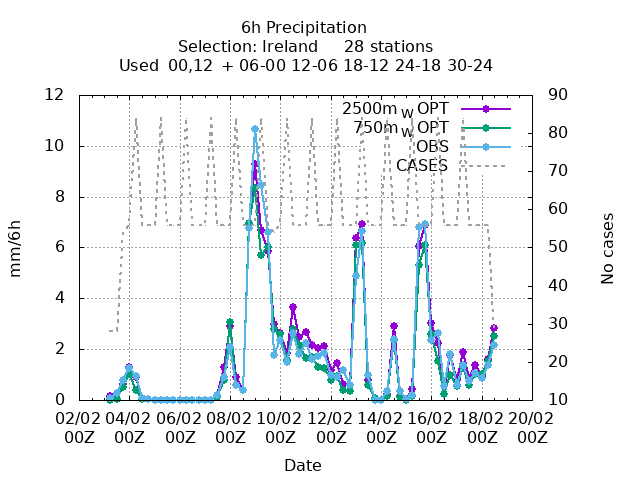 6h Precipitation
Selection: Ireland 28 stations
Used 00,12 + 06-00 12-06 18-12 24-18 30-24
12 90
2500m w OPT
750m w OPT
OBS
CASES
10 80
8 70
6 60
4 50
2 40
0 30
20
10
mm/6h
No cases
02/02 04/02 06/02 08/02 10/02 12/02 14/02 16/02 18/02 20/02
00Z 00Z 00Z 00Z 00Z 00Z 00Z 00Z 00Z 00Z
Date